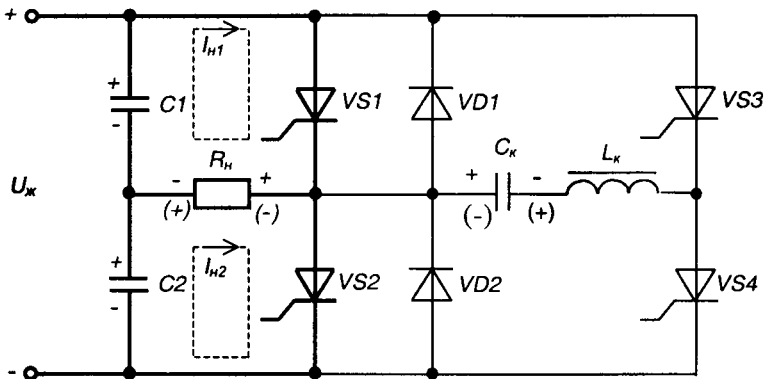 +
Iн1
+
C1
-
VS1
VD1
VS3
Uж
Rн
- +
(+) (-)
Cк
+ -
(-) (+)
Lк
+
C2
-
Iн2
VS2
VD2
VS4
-